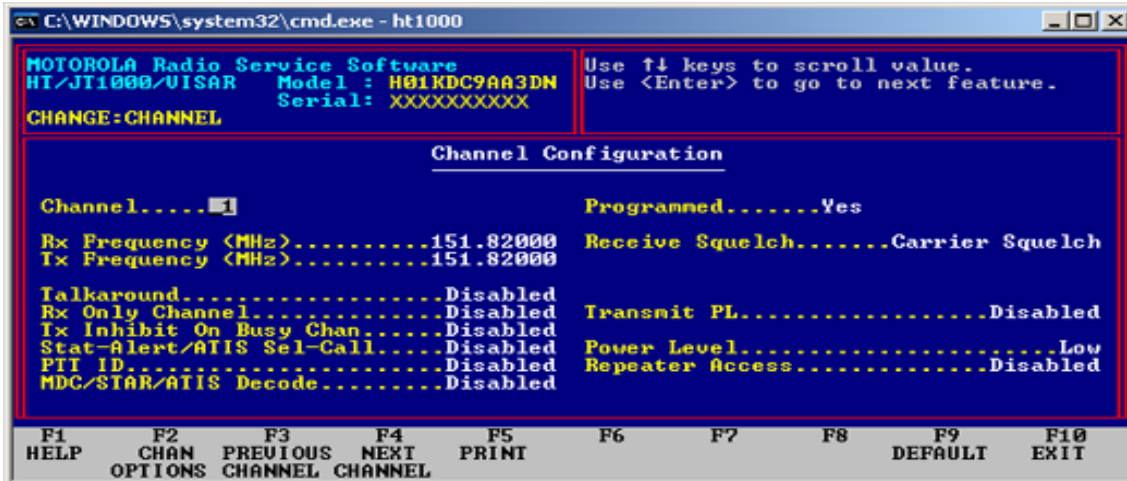 C:\WINDOWS\system32\cmd.exe - ht1000
MOTOROLA Radio Service Software
HT/JT1000/VISAR Model : H01KDC9AA3DN
Serial: XXXXXXXXXX
CHANGE:CHANNEL
Use ↑↓ keys to scroll value.
Use <Enter> to go to next feature.
Channel Configuration
Channel..... 1 Programmed.......Yes
Rx Frequency (MHz)..........151.82000 Receive Squelch.......Carrier Squelch
Tx Frequency (MHz)..........151.82000
Talkaround...................Disabled
Rx Only Channel..............Disabled Transmit PL..................Disabled
Tx Inhibit On Busy Chan......Disabled
Stat-Alert/ATIS Sel-Call.....Disabled Power Level.......................Low
PTT ID.......................Disabled Repeater Access..............Disabled
MDC/STAR/ATIS Decode.........Disabled
F1 F2 F3 F4 F5 F6 F7 F8 F9 F10
HELP CHAN PREVIOUS NEXT PRINT DEFAULT EXIT
OPTIONS CHANNEL CHANNEL